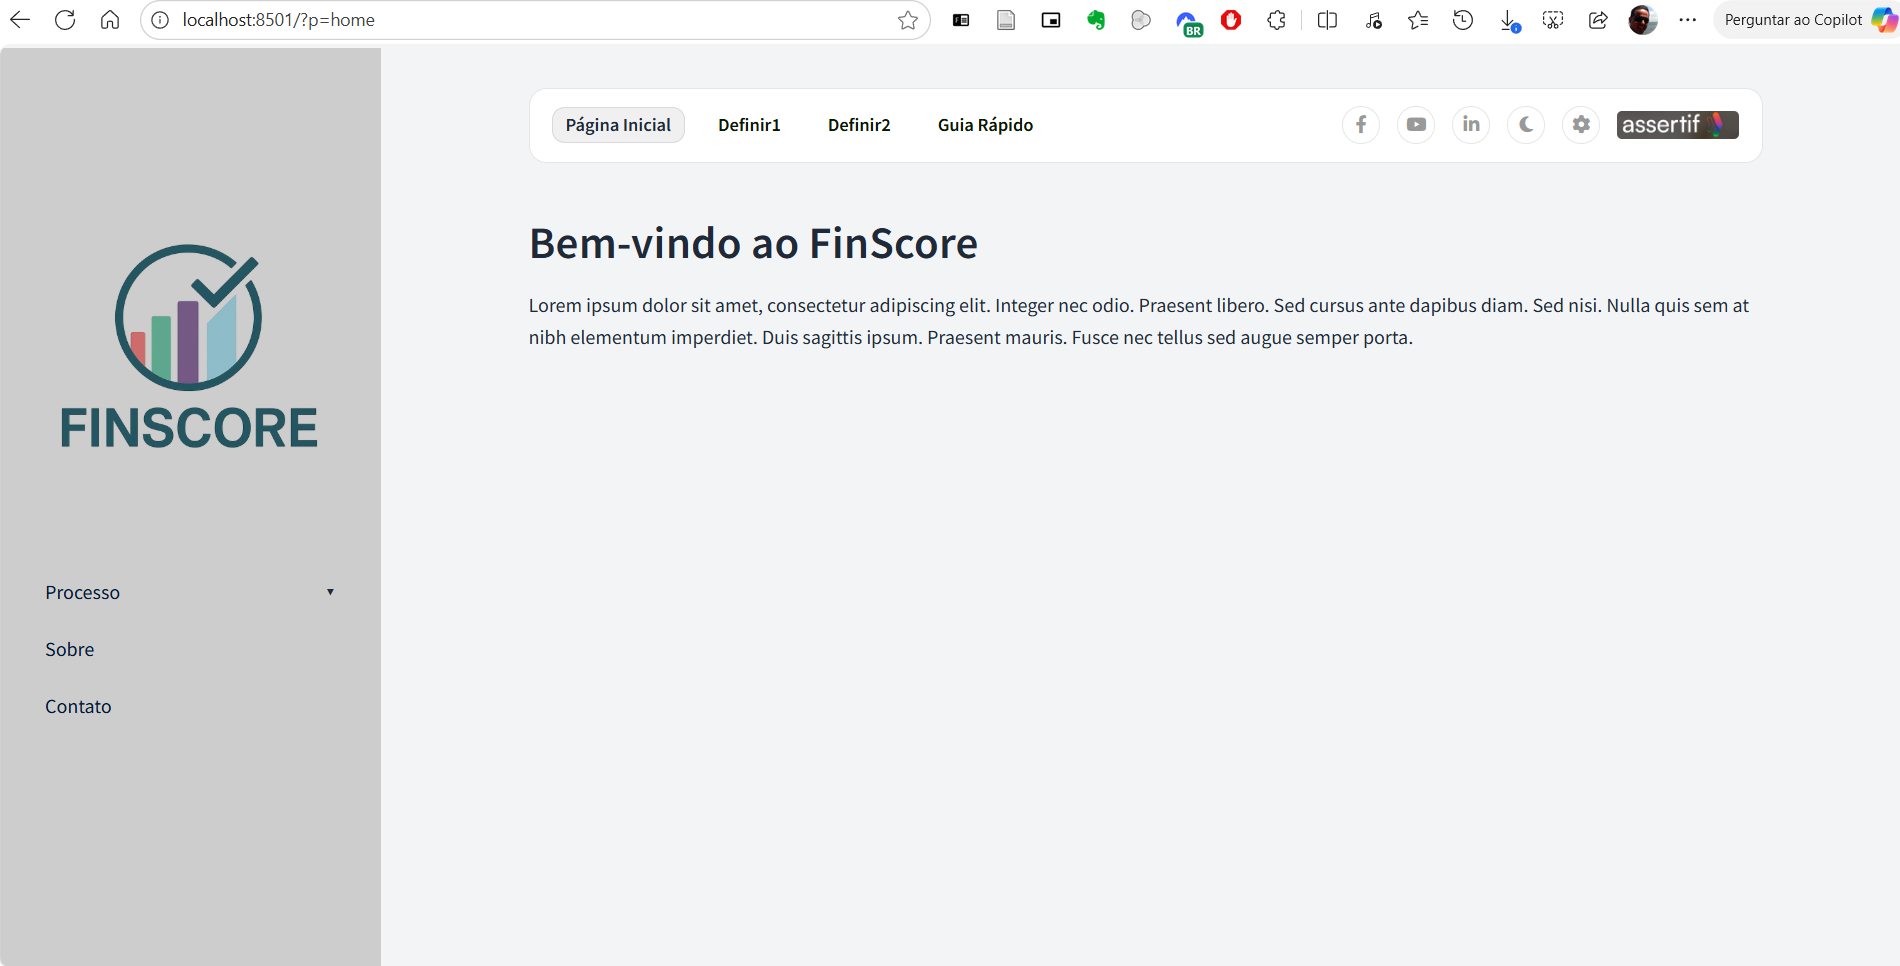 localhost:8501/?p=home
BR
Perguntar ao Copilot
Página Inicial
Definir1
Definir2
Guia Rápido
assertif
FINSCORE
Processo
Sobre
Contato
Bem-vindo ao FinScore
Lorem ipsum dolor sit amet, consectetur adipiscing elit. Integer nec odio. Praesent libero. Sed cursus ante dapibus diam. Sed nisi. Nulla quis sem at
nibh elementum imperdiet. Duis sagittis ipsum. Praesent mauris. Fusce nec tellus sed augue semper porta.